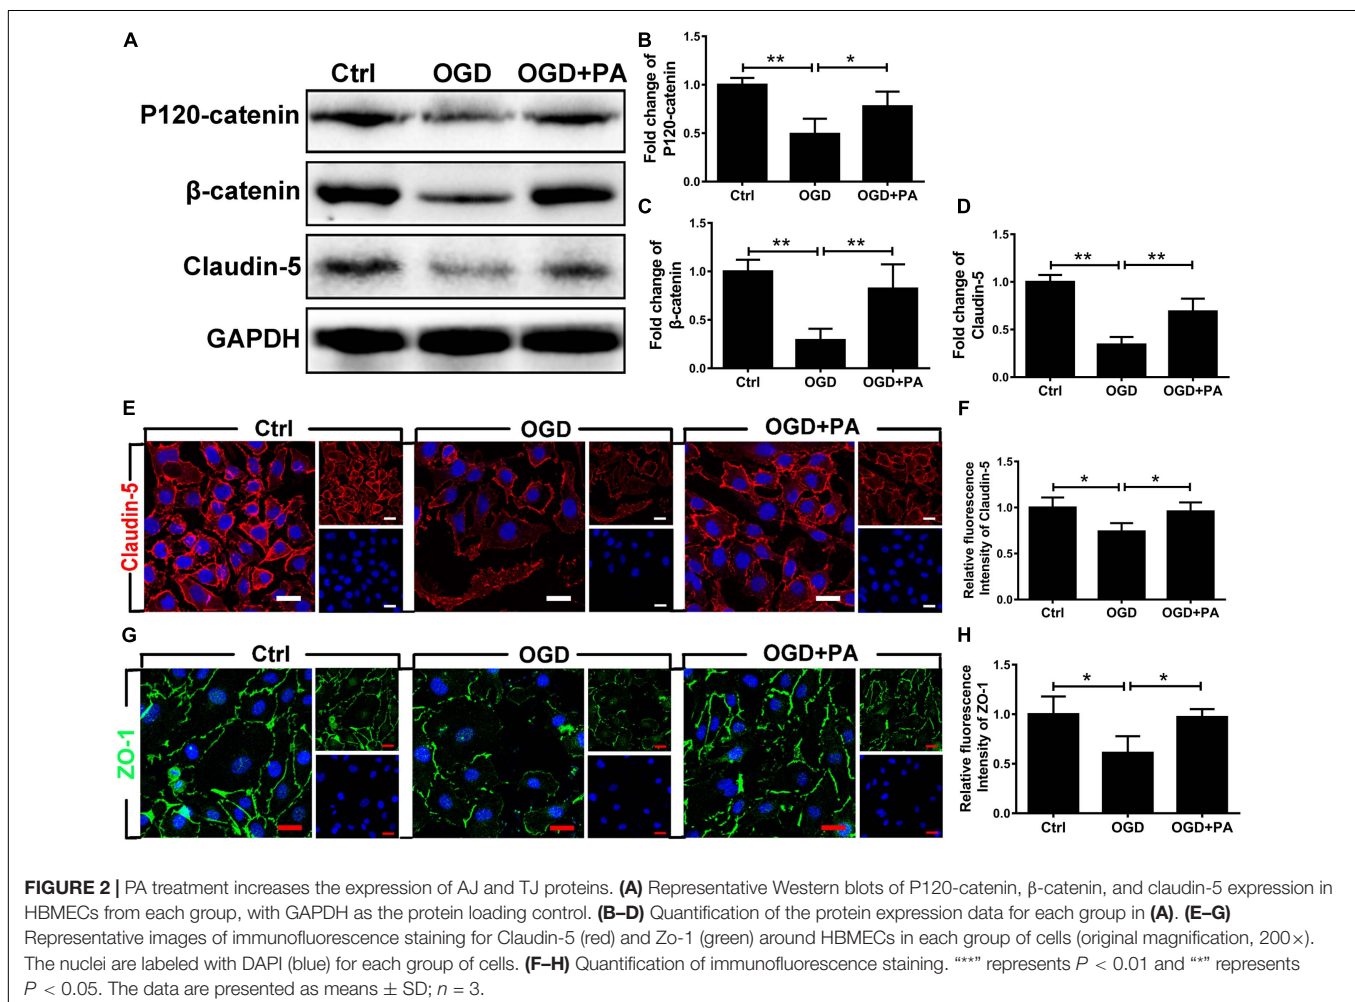 A
Ctrl OGD OGD+PA
P120-catenin
β-catenin
Claudin-5
GAPDH
B
Fold change of
P120-catenin
1.5
1.0
0.5
0.0
** *
Ctrl OGD OGD+PA
C
Fold change of
β-catenin
1.5
1.0
0.5
0.0
** **
Ctrl OGD OGD+PA
D
Fold change of
Claudin-5
1.5
1.0
0.5
0.0
** **
Ctrl OGD OGD+PA
E
Ctrl OGD OGD+PA
Claudin-5
F
Relative fluorescence
Intensity of Claudin-5
1.5
1.0
0.5
0.0
* *
Ctrl OGD OGD+PA
G
Ctrl OGD OGD+PA
ZO-1
H
Relative fluorescence
Intensity of ZO-1
1.5
1.0
0.5
0.0
* *
Ctrl OGD OGD+PA
FIGURE 2 | PA treatment increases the expression of AJ and TJ proteins. (A) Representative Western blots of P120-catenin, β-catenin, and claudin-5 expression in
HBMECs from each group, with GAPDH as the protein loading control. (B–D) Quantification of the protein expression data for each group in (A). (E–G)
Representative images of immunofluorescence staining for Claudin-5 (red) and Zo-1 (green) around HBMECs in each group of cells (original magnification, 200×).
The nuclei are labeled with DAPI (blue) for each group of cells. (F–H) Quantification of immunofluorescence staining. “**” represents P < 0.01 and “*” represents
P < 0.05. The data are presented as means ± SD; n = 3.